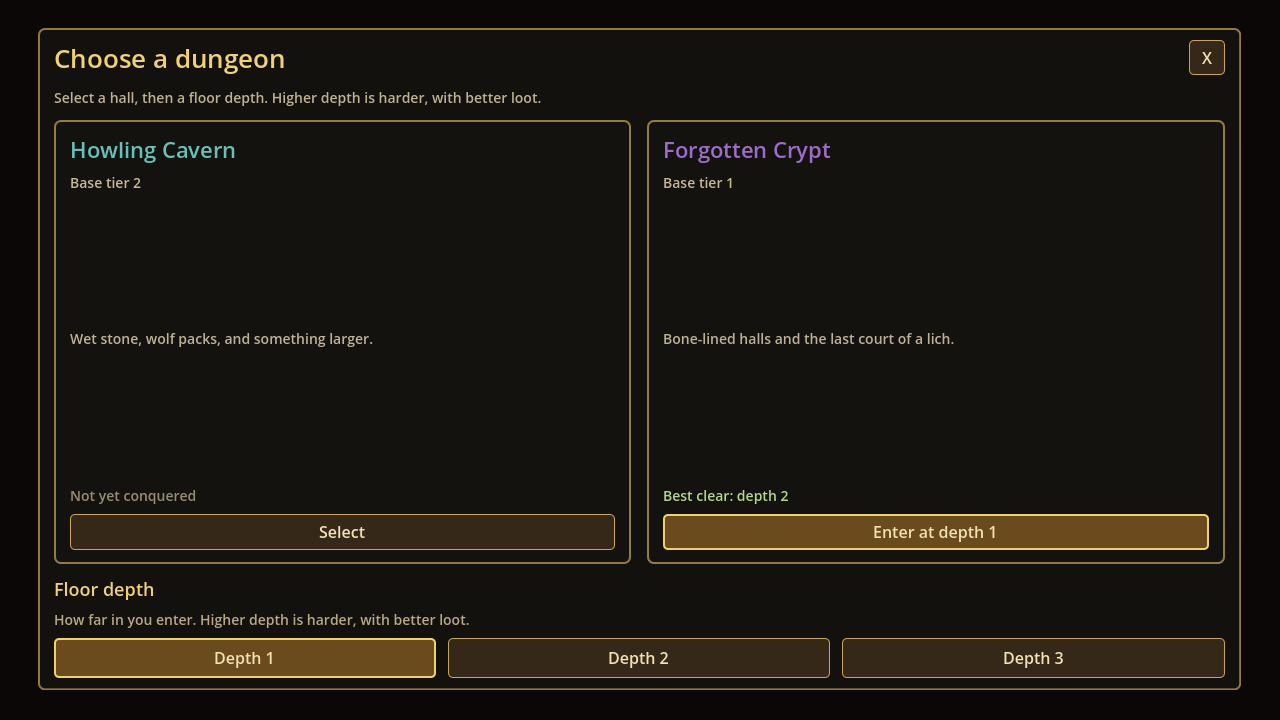 Choose a dungeon
X
Select a hall, then a floor depth. Higher depth is harder, with better loot.
Howling Cavern
Base tier 2
Wet stone, wolf packs, and something larger.
Not yet conquered
Select
Forgotten Crypt
Base tier 1
Bone-lined halls and the last court of a lich.
Best clear: depth 2
Enter at depth 1
Floor depth
How far in you enter. Higher depth is harder, with better loot.
Depth 1
Depth 2
Depth 3